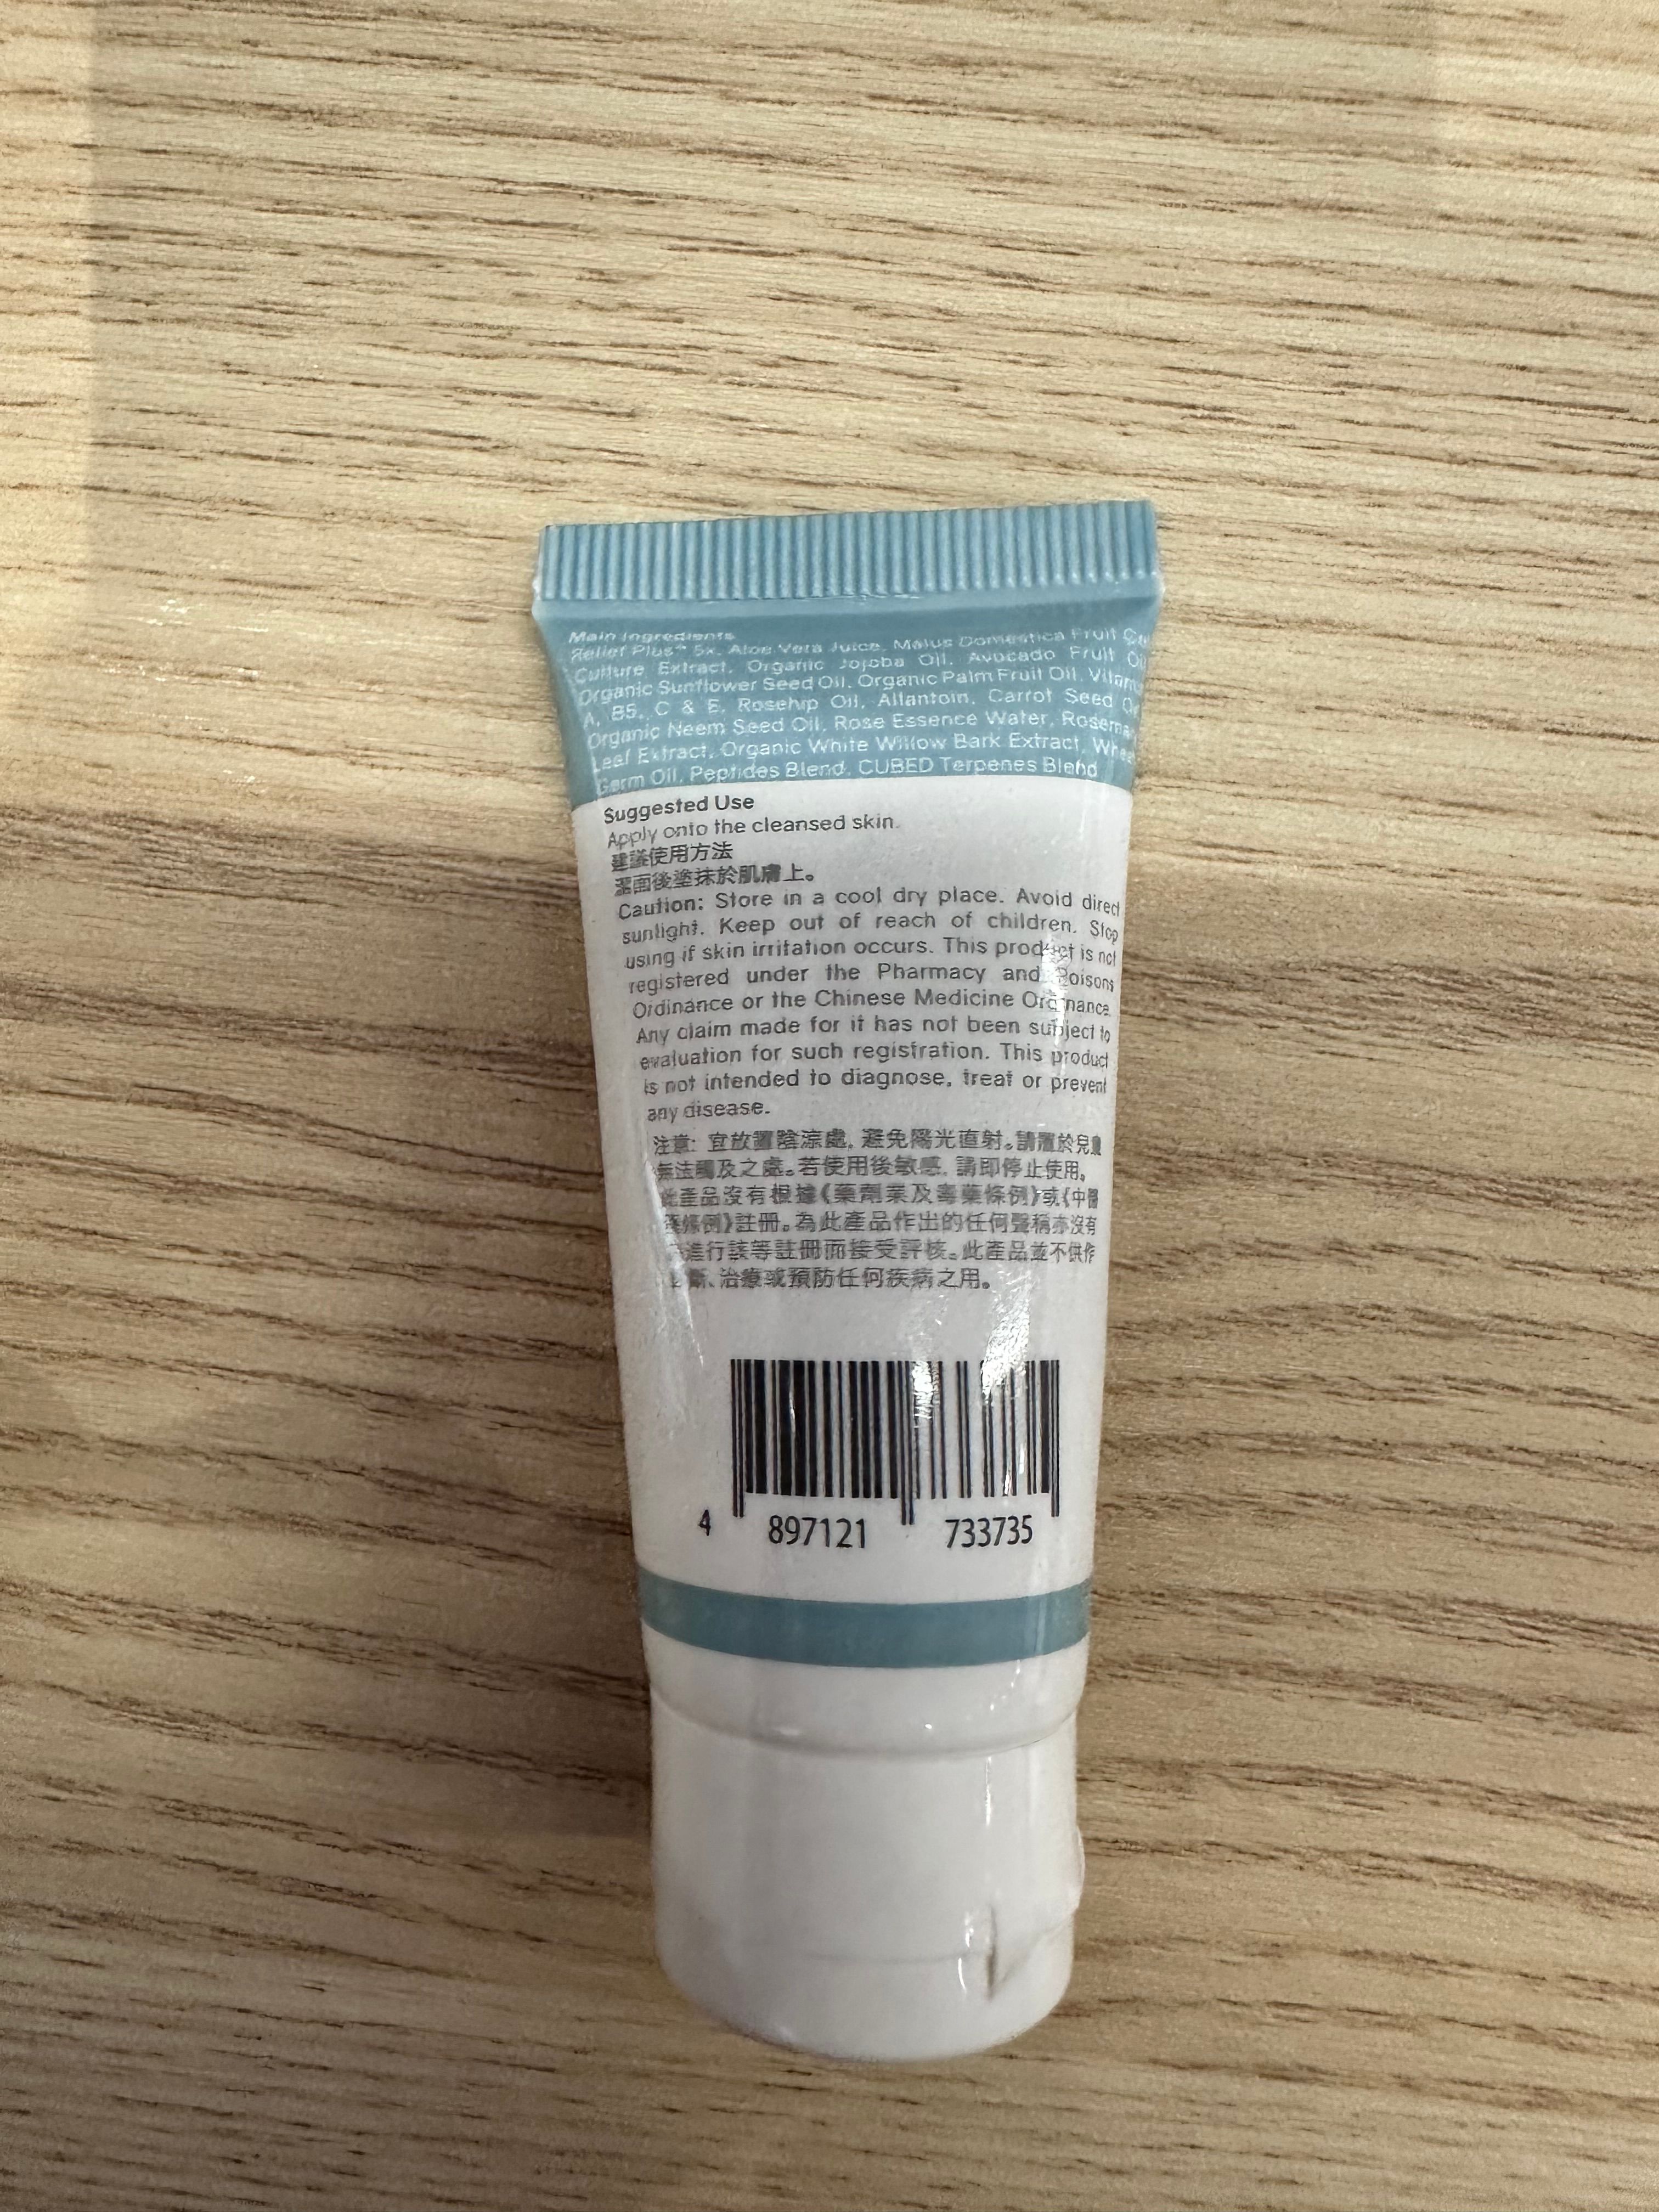 Main Ingredients
Relief Plus™ 5x, Aloe Vera Juice, Malus Domestica Fruit
Culture Extract, Organic Jojoba Oil, Avocado Fruit
Organic Sunflower Seed Oil, Organic Palm Fruit Oil,
A, B5, C & E, Rosehip Oil, Allantoin, Carrot Seed
Organic Neem Seed Oil, Rose Essence Water,
Leaf Extract, Organic White Willow Bark Extract,
Germ Oil, Peptides Blend, CUBED Terpenes Blend
Suggested Use
Apply onto the cleansed skin.
建議使用方法
潔面後塗抹於肌膚上。
Caution: Store in a cool dry place. Avoid direct
sunlight. Keep out of reach of children. Stop
using if skin irritation occurs. This product is not
registered under the Pharmacy and Poisons
Ordinance or the Chinese Medicine Ordinance.
Any claim made for it has not been subject to
evaluation for such registration. This product
is not intended to diagnose, treat or prevent
any disease.
注意: 宜放置陰涼處, 避免陽光直射。請置於兒童
無法觸及之處。若使用後敏感, 請即停止使用。
此產品沒有根據《藥劑業及毒藥條例》或《中醫
藥條例》註冊。為此產品作出的任何聲稱亦沒有
進行該等註冊而接受評核。此產品並不供作
斷、治療或預防任何疾病之用。
4 897121 733735